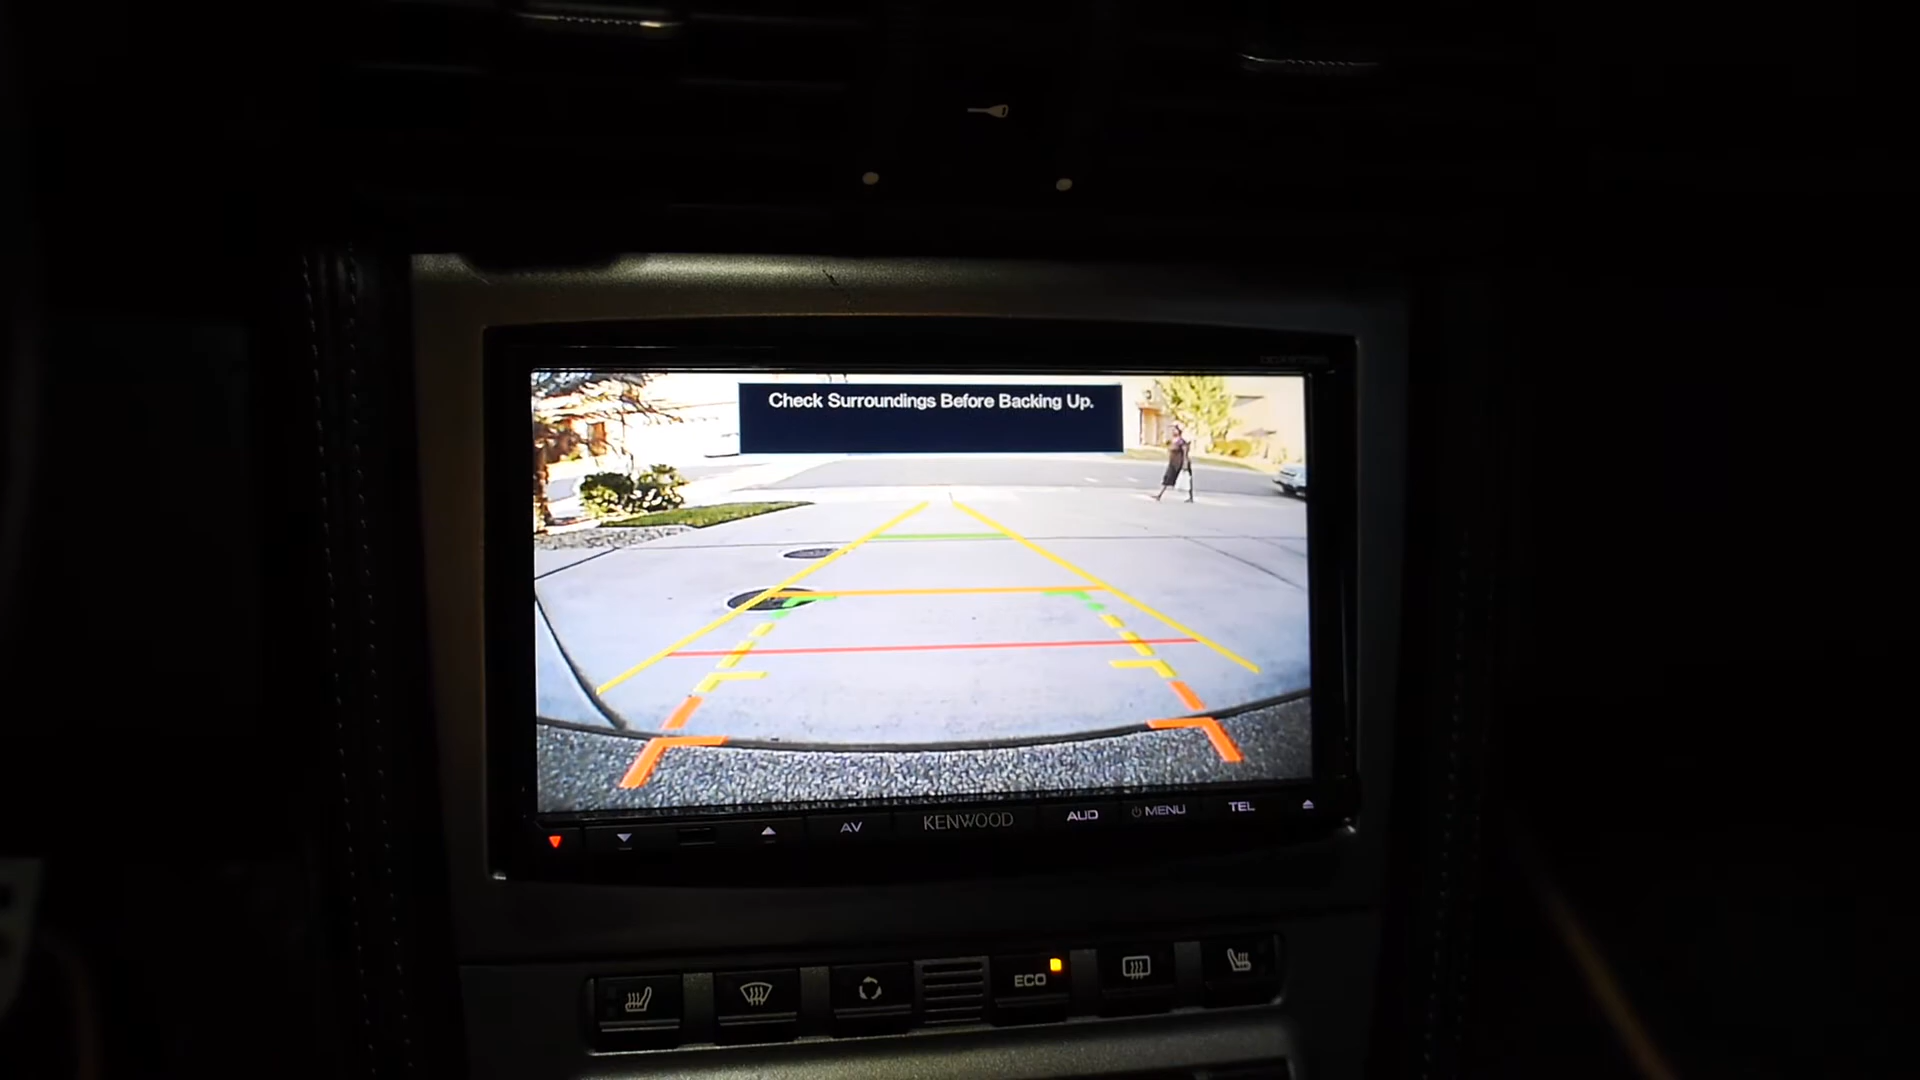 Check Surroundings Before Backing Up.
AV
KENWOOD
AUD
MENU
TEL
ECO